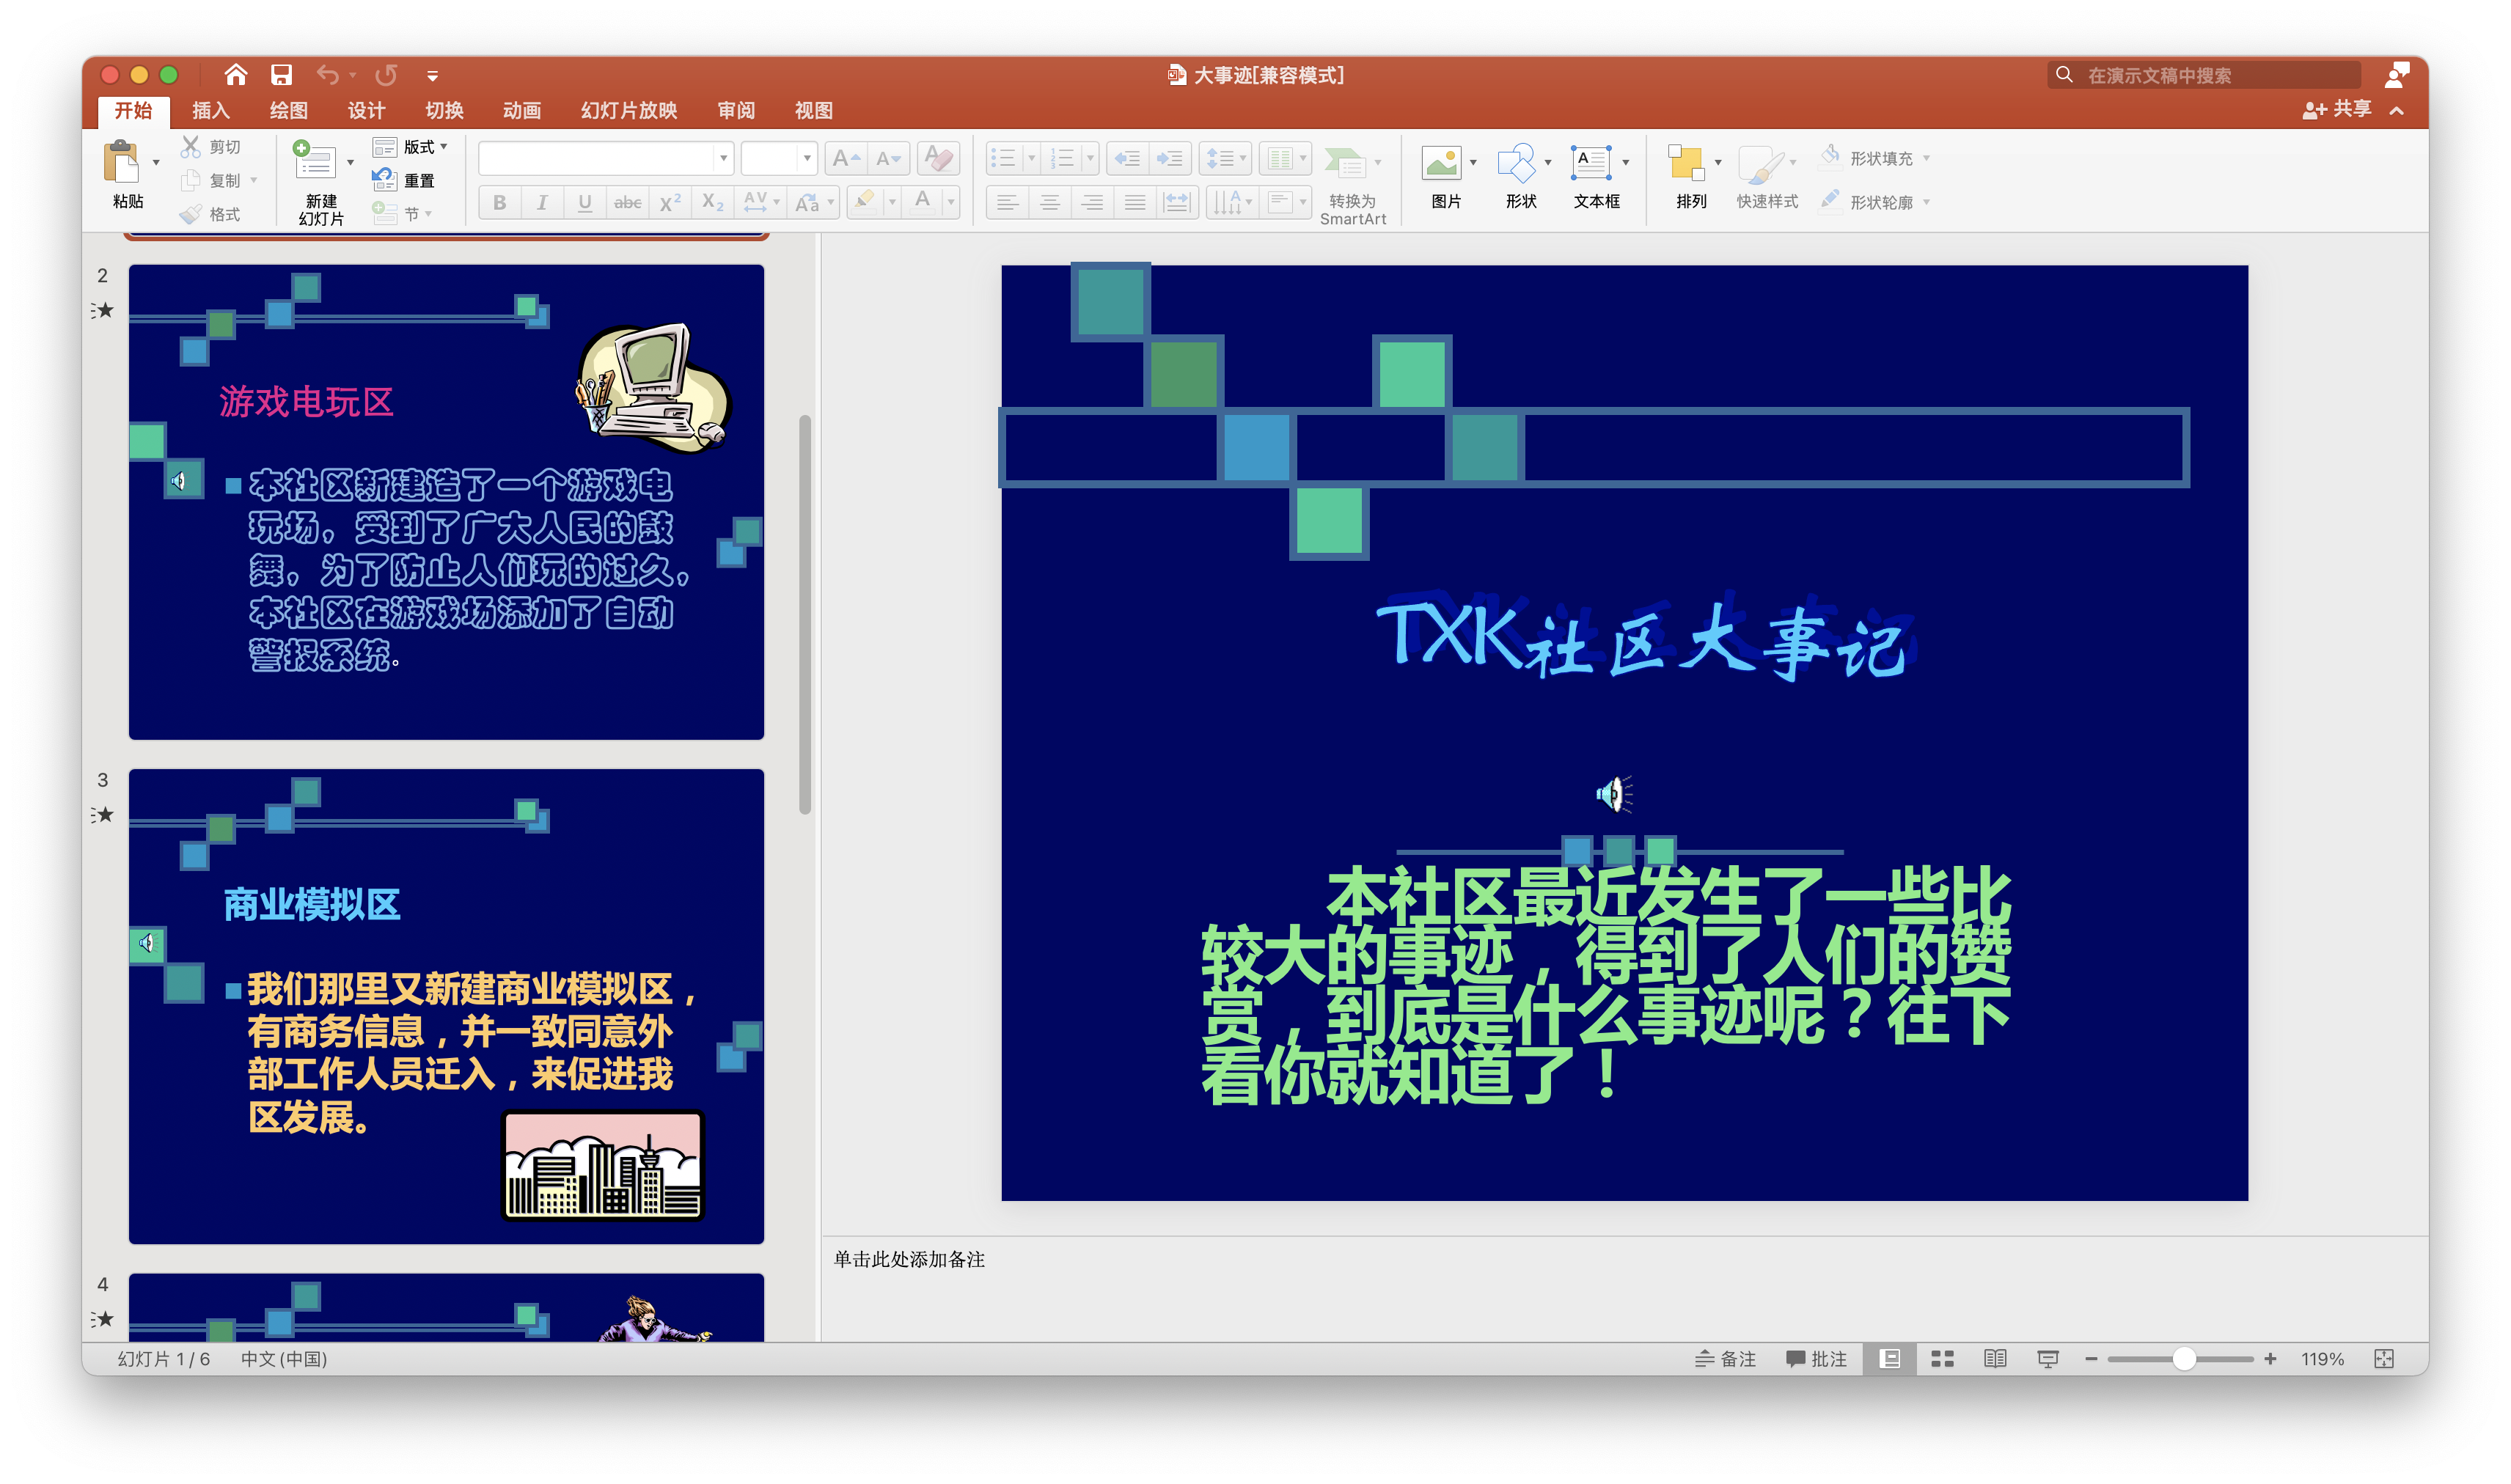 大事迹[兼容模式]
在演示文稿中搜索
开始 插入 绘图 设计 切换 动画 幻灯片放映 审阅 视图
共享
粘贴
剪切
复制
格式
新建
幻灯片
版式
重置
节
A A A
B I U abc X² X₂ AV Aa A
转换为
SmartArt
图片
形状
文本框
排列
快速样式
形状填充
形状轮廓
2
游戏电玩区
本社区新建造了一个游戏电
玩场，受到了广大人民的鼓
舞，为了防止人们玩的过久，
本社区在游戏场添加了自动
警报系统。
3
商业模拟区
我们那里又新建商业模拟区，
有商务信息，并一致同意外
部工作人员迁入，来促进我
区发展。
4
TXK社区大事记
本社区最近发生了一些比
较大的事迹，得到了人们的赞
赏，到底是什么事迹呢？往下
看你就知道了！
单击此处添加备注
幻灯片 1 / 6 中文 (中国)
备注 批注 119%